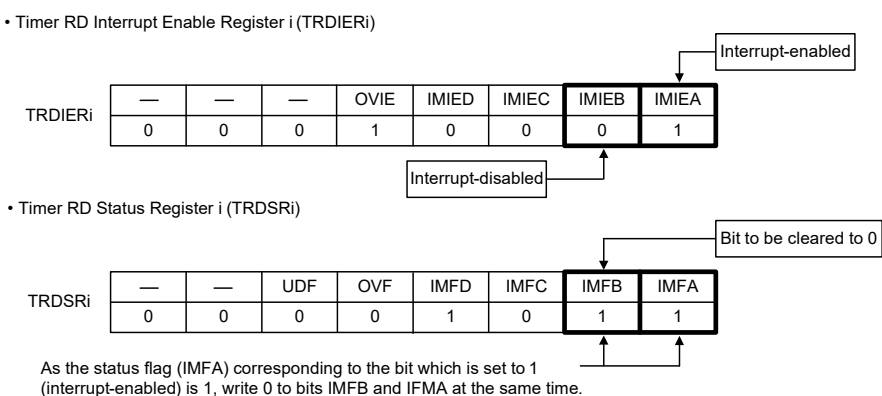 • Timer RD Interrupt Enable Register i (TRDIERi)
Interrupt-enabled
TRDIERi
— — — OVIE IMIED IMIEC IMIEB IMIEA
0 0 0 1 0 0 0 1
Interrupt-disabled
• Timer RD Status Register i (TRDSRi)
Bit to be cleared to 0
TRDSRi
— — UDF OVF IMFD IMFC IMFB IMFA
0 0 0 0 1 0 1 1
As the status flag (IMFA) corresponding to the bit which is set to 1
(interrupt-enabled) is 1, write 0 to bits IMFB and IFMA at the same time.